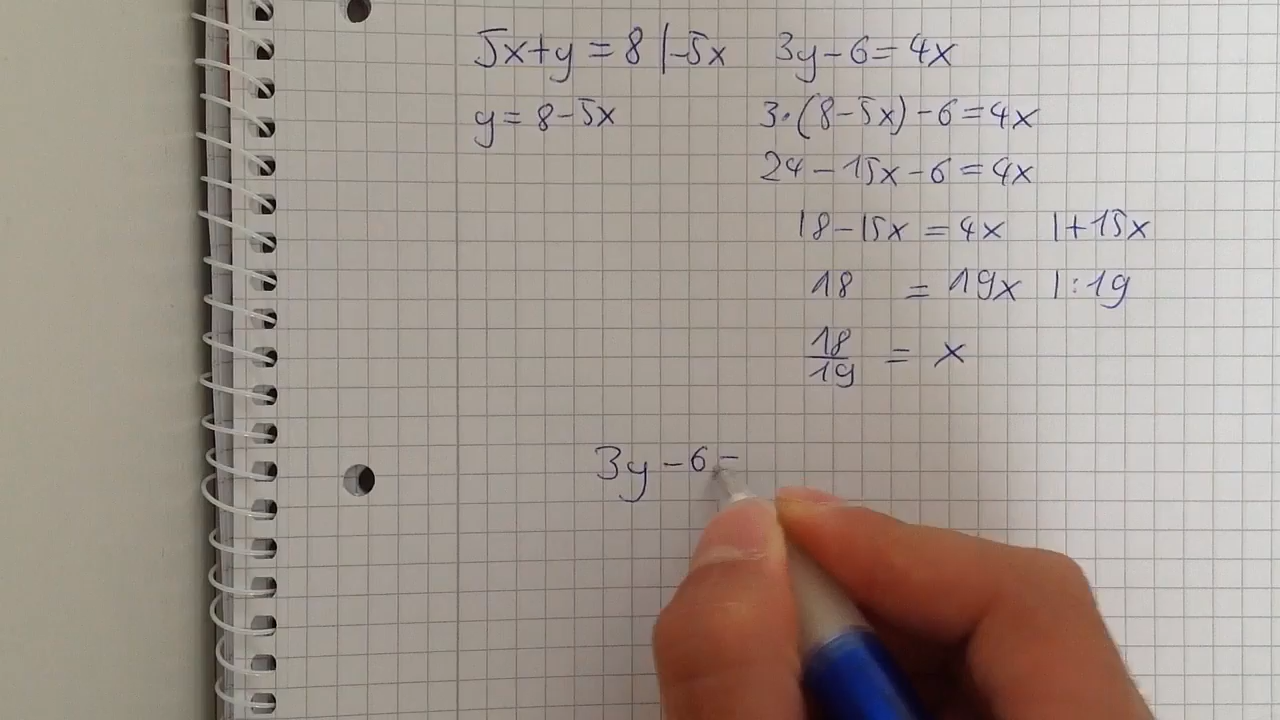 5x+y=8 |-5x
y=8-5x
3y-6=4x
3·(8-5x)-6=4x
24-15x-6=4x
18-15x=4x |+15x
18 =19x |:19
18/19 = x
3y-6=